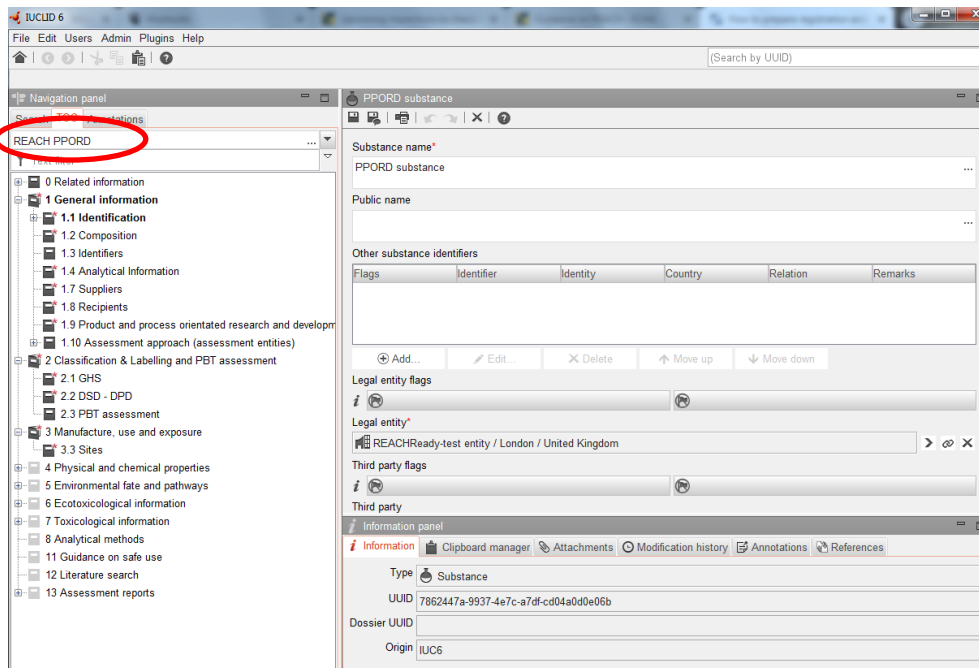 IUCLID 6
File Edit Users Admin Plugins Help
(Search by UUID)
Navigation panel
Search TOC Annotations
REACH PPORD ...
0 Related information
1 General information
1.1 Identification
1.2 Composition
1.3 Identifiers
1.4 Analytical Information
1.7 Suppliers
1.8 Recipients
1.9 Product and process orientated research and developm
1.10 Assessment approach (assessment entities)
2 Classification & Labelling and PBT assessment
2.1 GHS
2.2 DSD - DPD
2.3 PBT assessment
3 Manufacture, use and exposure
3.3 Sites
4 Physical and chemical properties
5 Environmental fate and pathways
6 Ecotoxicological information
7 Toxicological information
8 Analytical methods
11 Guidance on safe use
12 Literature search
13 Assessment reports
PPORD substance
Substance name*
PPORD substance ...
Public name
...
Other substance identifiers
Flags Identifier Identity Country Relation Remarks
Add... Edit... Delete Move up Move down
Legal entity flags
Legal entity*
REACHReady-test entity / London / United Kingdom
Third party flags
Third party
Information panel
Information Clipboard manager Attachments Modification history Annotations References
Type Substance
UUID 7862447a-9937-4e7c-a7df-cd04a0d0e06b
Dossier UUID
Origin IUC6